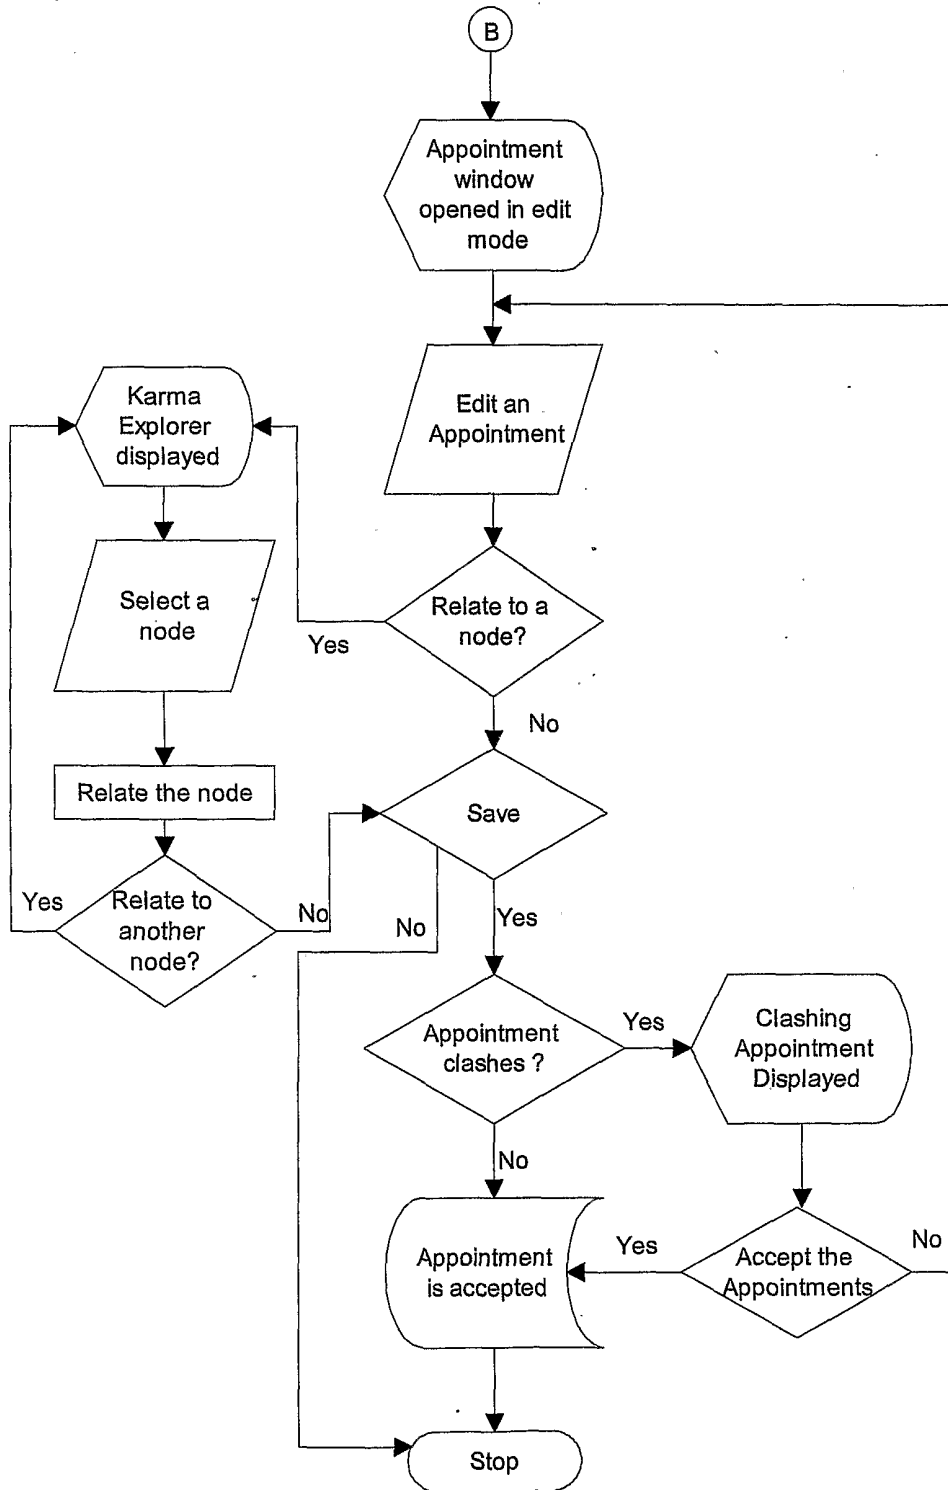 B
Appointment
window
opened in edit
mode
Karma
Explorer
displayed
Edit an
Appointment
Select a
node
Relate to a
node?
Yes
No
Relate the node
Save
Yes
Relate to
another
node?
No
No
Yes
Appointment
clashes ?
Yes
Clashing
Appointment
Displayed
No
Appointment
is accepted
Yes
Accept the
Appointments
No
Stop